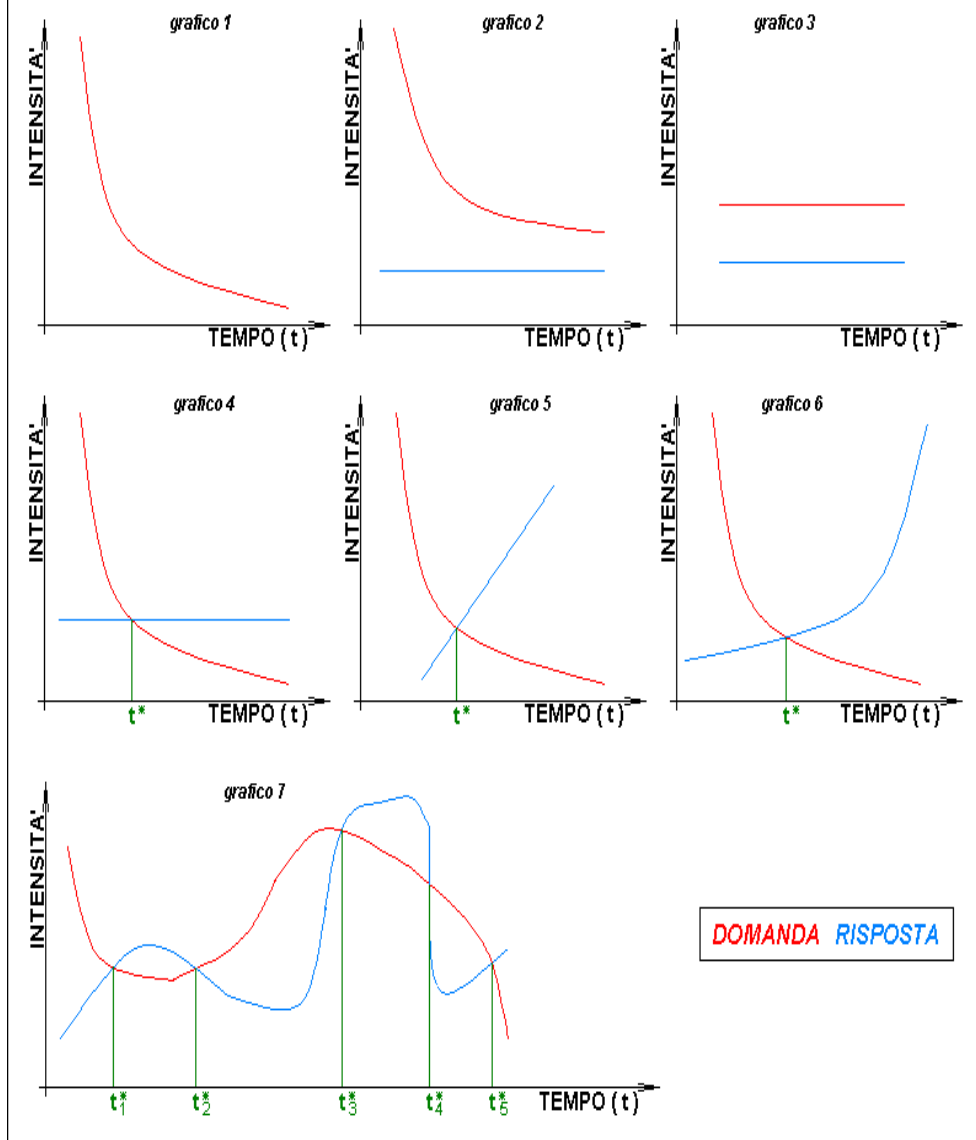 grafico 1
INTENSITA'
TEMPO ( t )
grafico 2
INTENSITA'
TEMPO ( t )
grafico 3
INTENSITA'
TEMPO ( t )
grafico 4
INTENSITA'
t*
TEMPO ( t )
grafico 5
INTENSITA'
t*
TEMPO ( t )
grafico 6
INTENSITA'
t*
TEMPO ( t )
grafico 7
INTENSITA'
t*1 t*2 t*3 t*4 t*5 TEMPO ( t )
DOMANDA RISPOSTA